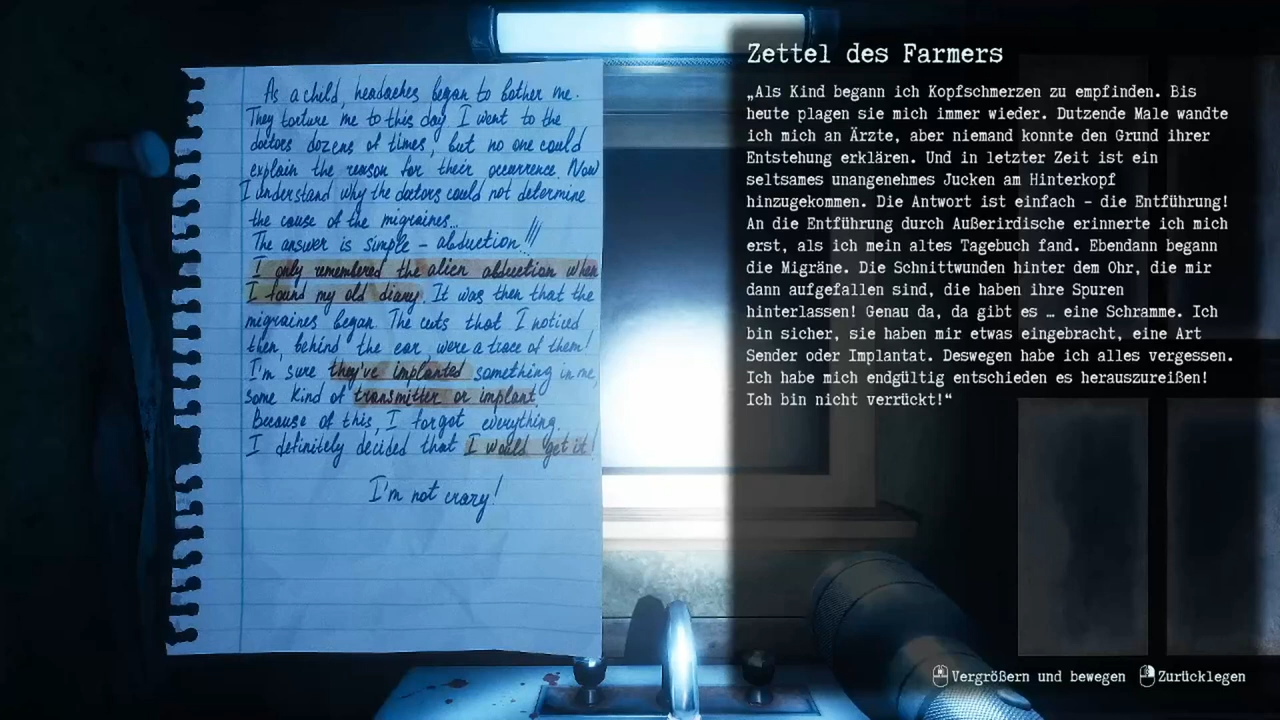 As a child, headaches began to bother me.
They torture me to this day. I went to the
doctors dozens of times, but no one could
explain the reason for their occurrence. Now
I understand why the doctors could not determine
the cause of the migraines...
The answer is simple - abduction!!!
I only remembered the alien abduction when
I found my old diary. It was then that the
migraines began. The cuts that I noticed
then, behind the ear, were a trace of them!
I'm sure they've implanted something in me,
some kind of transmitter or implant.
Because of this, I forgot everything.
I definitely decided that I would get it!
I'm not crazy!
Zettel des Farmers
„Als Kind begann ich Kopfschmerzen zu empfinden. Bis
heute plagen sie mich immer wieder. Dutzende Male wandte
ich mich an Ärzte, aber niemand konnte den Grund ihrer
Entstehung erklären. Und in letzter Zeit ist ein
seltsames unangenehmes Jucken am Hinterkopf
hinzugekommen. Die Antwort ist einfach – die Entführung!
An die Entführung durch Außerirdische erinnerte ich mich
erst, als ich mein altes Tagebuch fand. Ebendann begann
die Migräne. Die Schnittwunden hinter dem Ohr, die mir
dann aufgefallen sind, die haben ihre Spuren
hinterlassen! Genau da, da gibt es … eine Schramme. Ich
bin sicher, sie haben mir etwas eingebracht, eine Art
Sender oder Implantat. Deswegen habe ich alles vergessen.
Ich habe mich endgültig entschieden es herauszureißen!
Ich bin nicht verrückt!“
Vergrößern und bewegen Zurücklegen